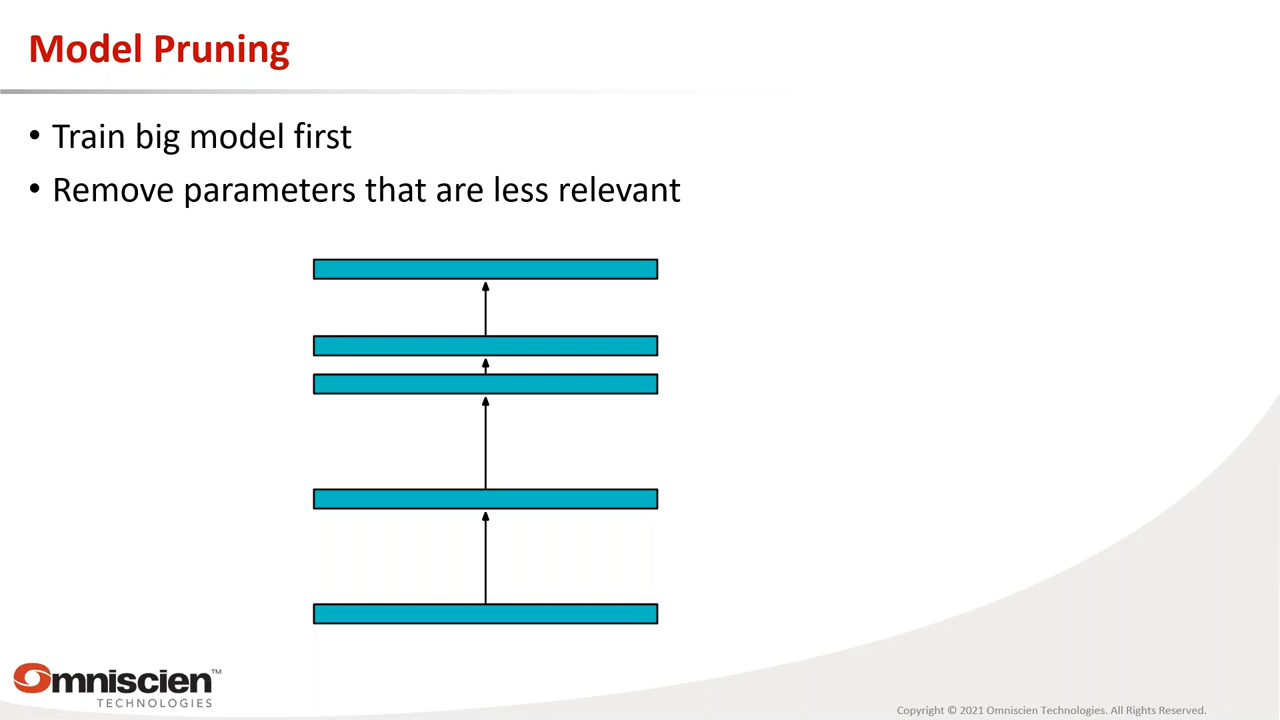 Model Pruning
• Train big model first
• Remove parameters that are less relevant
Omniscien™
TECHNOLOGIES
Copyright © 2021 Omniscien Technologies. All Rights Reserved.